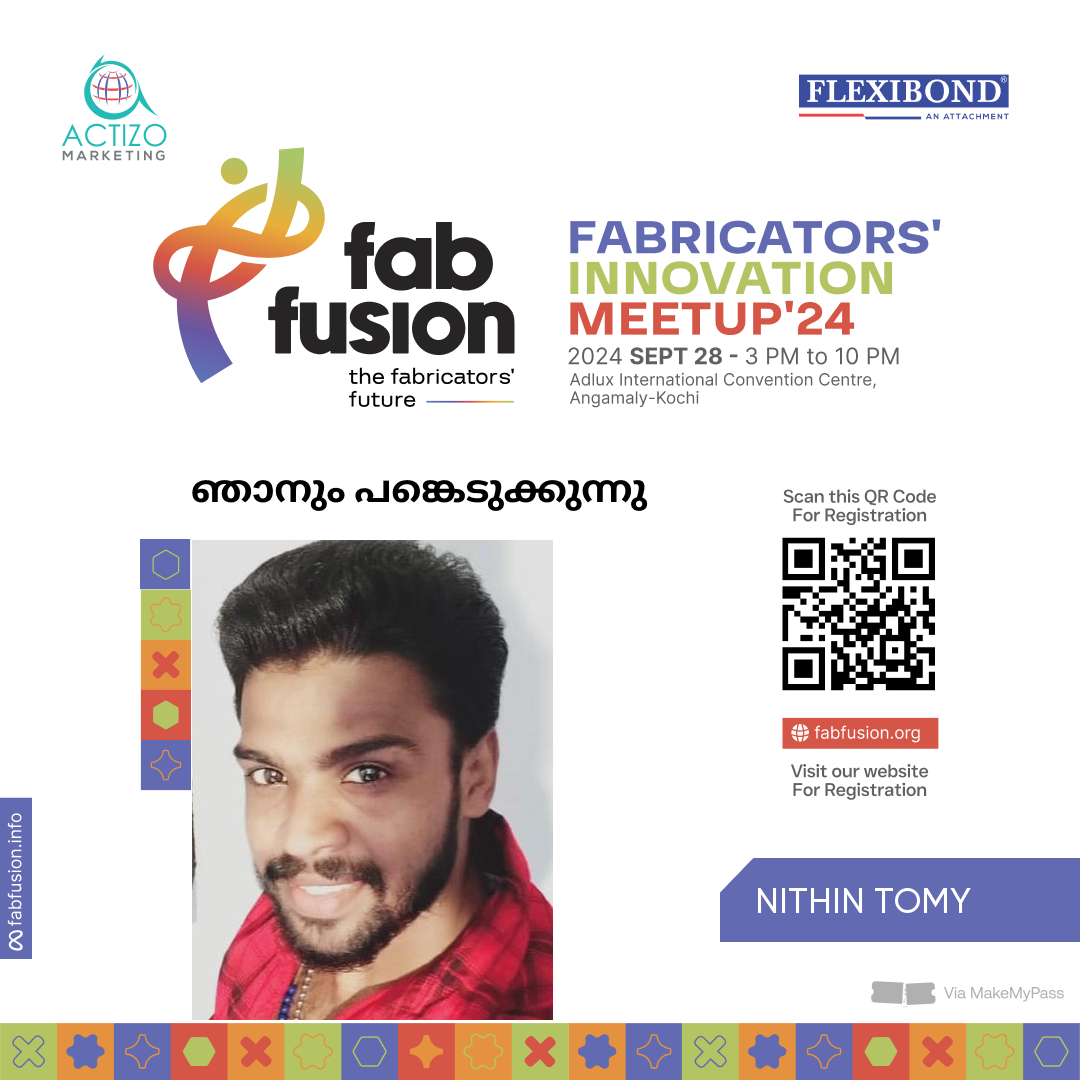 ACTIZO
MARKETING
FLEXIBOND®
AN ATTACHMENT
fab
fusion
the fabricators'
future
FABRICATORS'
INNOVATION
MEETUP'24
2024 SEPT 28 - 3 PM to 10 PM
Adlux International Convention Centre,
Angamaly-Kochi
ഞാനും പങ്കെടുക്കുന്നു
Scan this QR Code
For Registration
fabfusion.org
Visit our website
For Registration
fabfusion.info
NITHIN TOMY
Via MakeMyPass